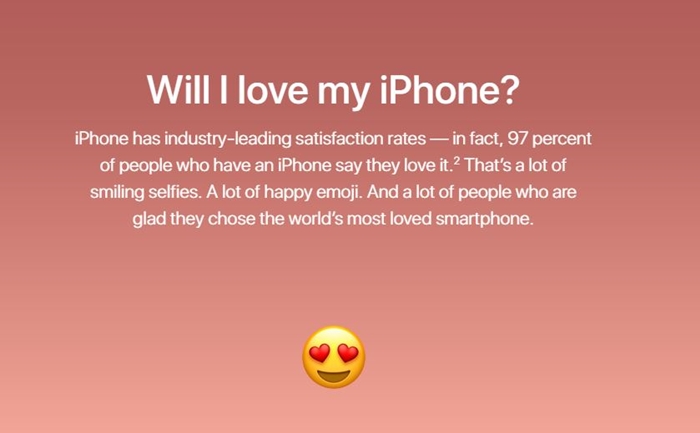 Will I love my iPhone?
iPhone has industry-leading satisfaction rates — in fact, 97 percent
of people who have an iPhone say they love it.² That's a lot of
smiling selfies. A lot of happy emoji. And a lot of people who are
glad they chose the world's most loved smartphone.